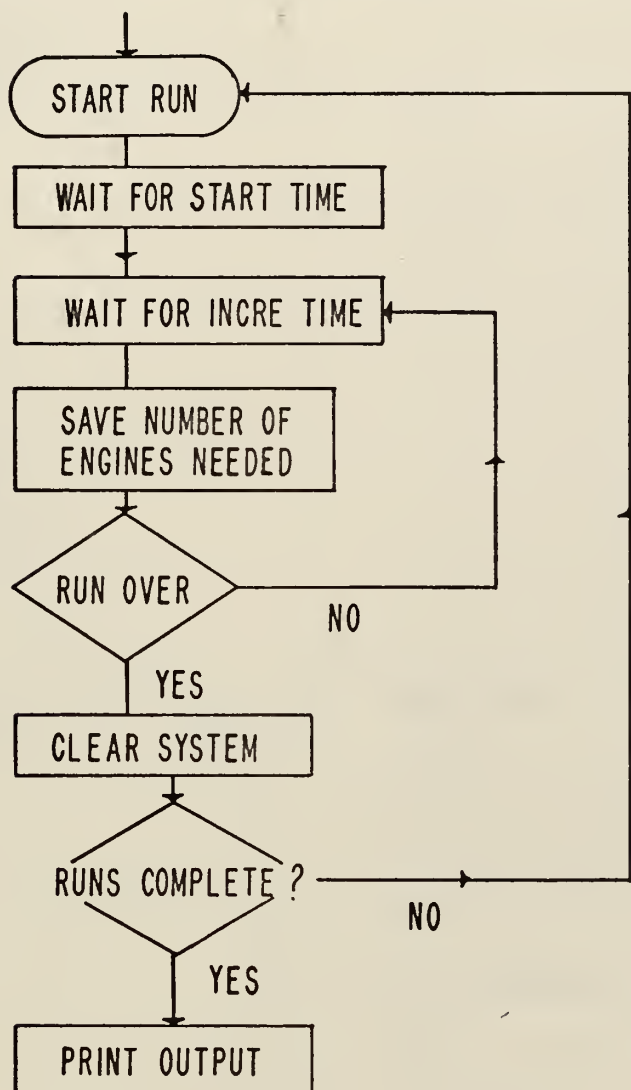 START RUN
WAIT FOR START TIME
WAIT FOR INCRE TIME
SAVE NUMBER OF
ENGINES NEEDED
RUN OVER
NO
YES
CLEAR SYSTEM
RUNS COMPLETE ?
NO
YES
PRINT OUTPUT